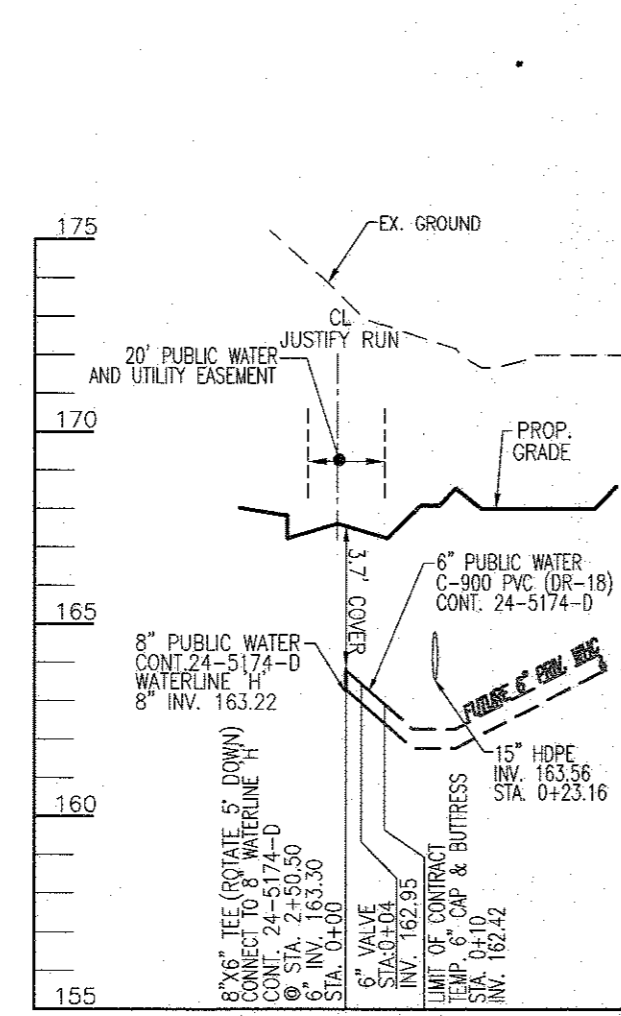 175
EX. GROUND
CL
JUSTIFY RUN
20' PUBLIC WATER
AND UTILITY EASEMENT
170
PROP.
GRADE
3.7' COVER
6" PUBLIC WATER
C-900 PVC (DR-18)
CONT. 24-5174-D
165
8" PUBLIC WATER
CONT.24-5174-D
WATERLINE 'H'
8" INV. 163.22
FUTURE 6" PRIV. WHC
15" HDPE
INV. 163.56
STA. 0+23.16
160
8"X6" TEE (ROTATE 5° DOWN)
CONNECT TO 8" WATERLINE 'H'
CONT. 24-5174-D
@ STA. 2+50.50
6" INV. 163.30
STA. 0+00
6" VALVE
STA:0+04
INV. 162.95
LIMIT OF CONTRACT
TEMP. 6" CAP & BUTTRESS
STA. 0+10
INV. 162.42
155